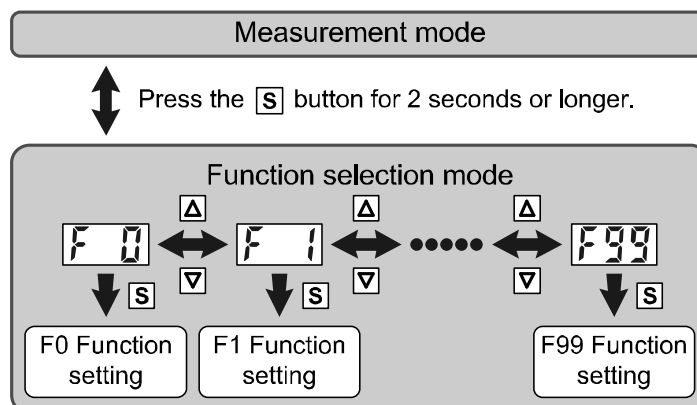 Measurement mode
Press the S button for 2 seconds or longer.
Function selection mode
△ △ △
F 0 F 1 ••••• F99
▽ ▽ ▽
S S S
F0 Function setting
F1 Function setting
F99 Function setting